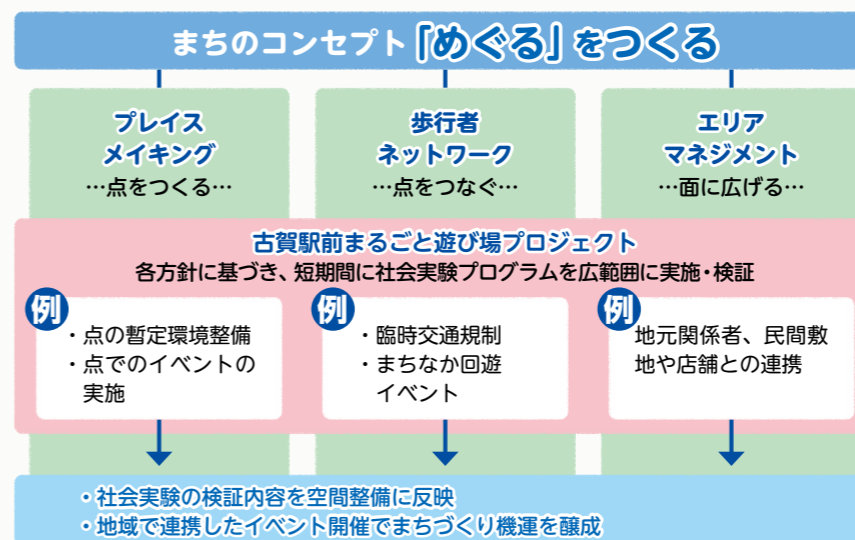 まちのコンセプト「めぐる」をつくる
プレイス
メイキング
…点をつくる…
歩行者
ネットワーク
…点をつなぐ…
エリア
マネジメント
…面に広げる…
古賀駅前まるごと遊び場プロジェクト
各方針に基づき、短期間に社会実験プログラムを広範囲に実施・検証
例
・点の暫定環境整備
・点でのイベントの
実施
例
・臨時交通規制
・まちなか回遊
イベント
例
地元関係者、民間敷
地や店舗との連携
・社会実験の検証内容を空間整備に反映
・地域で連携したイベント開催でまちづくり機運を醸成